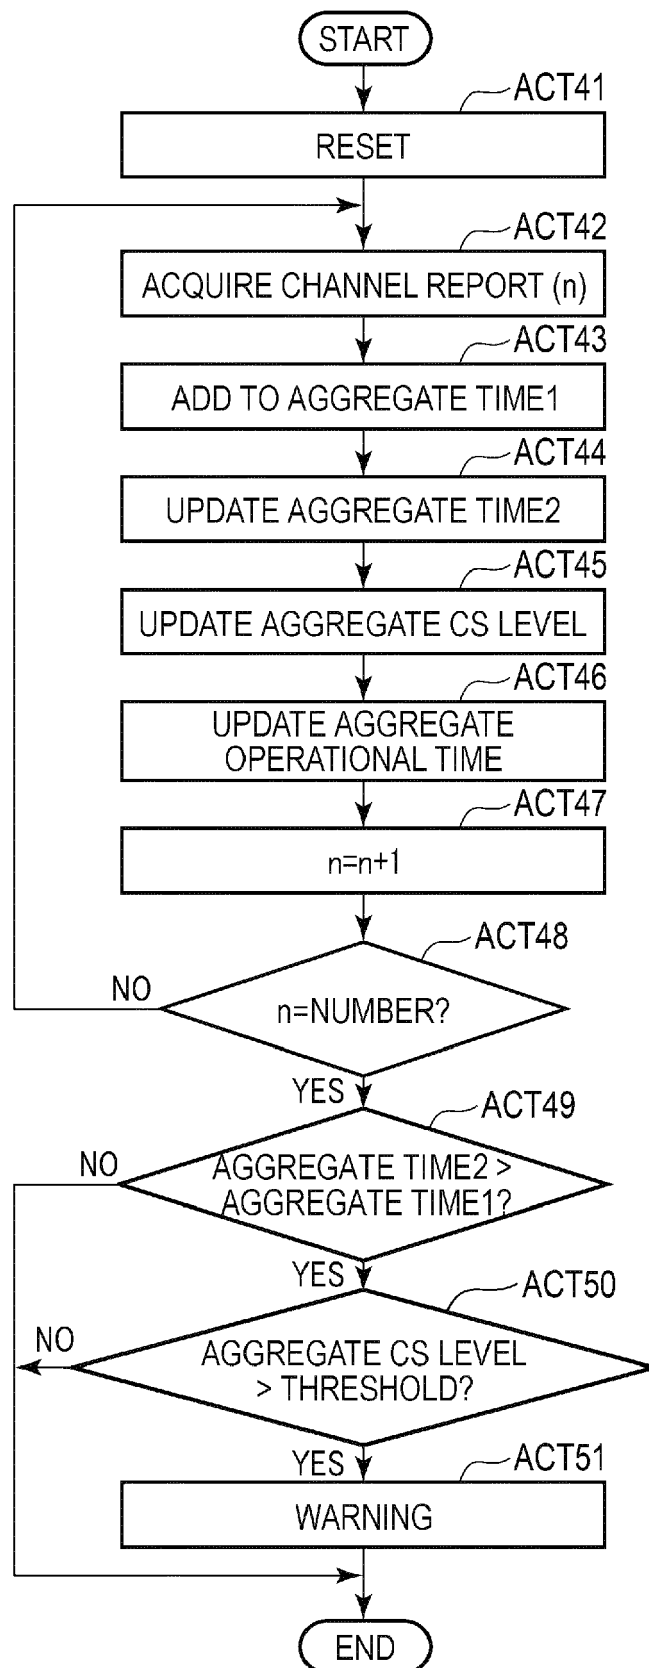 START
ACT41
RESET
ACT42
ACQUIRE CHANNEL REPORT (n)
ACT43
ADD TO AGGREGATE TIME1
ACT44
UPDATE AGGREGATE TIME2
ACT45
UPDATE AGGREGATE CS LEVEL
ACT46
UPDATE AGGREGATE
OPERATIONAL TIME
ACT47
n=n+1
ACT48
NO
n=NUMBER?
YES
ACT49
NO
AGGREGATE TIME2 >
AGGREGATE TIME1?
YES
ACT50
NO
AGGREGATE CS LEVEL
> THRESHOLD?
YES
ACT51
WARNING
END